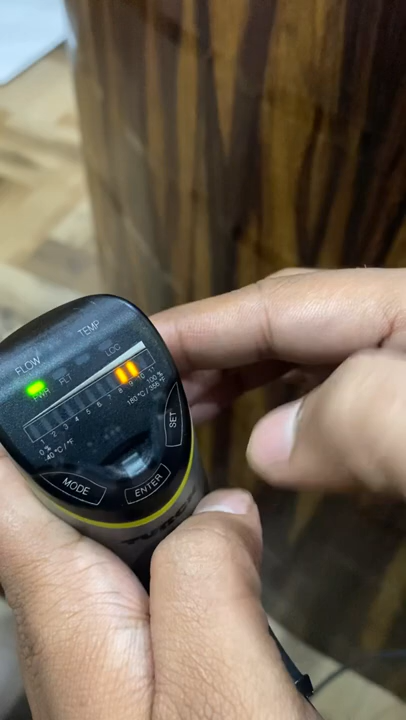 FLOW
TEMP
PWR
FLT
LOC
1 2 3 4 5 6 7 8 9 10 11
0 %
100 %
-40 °C/°F
180 °C / 356 °F
SET
MODE
ENTER